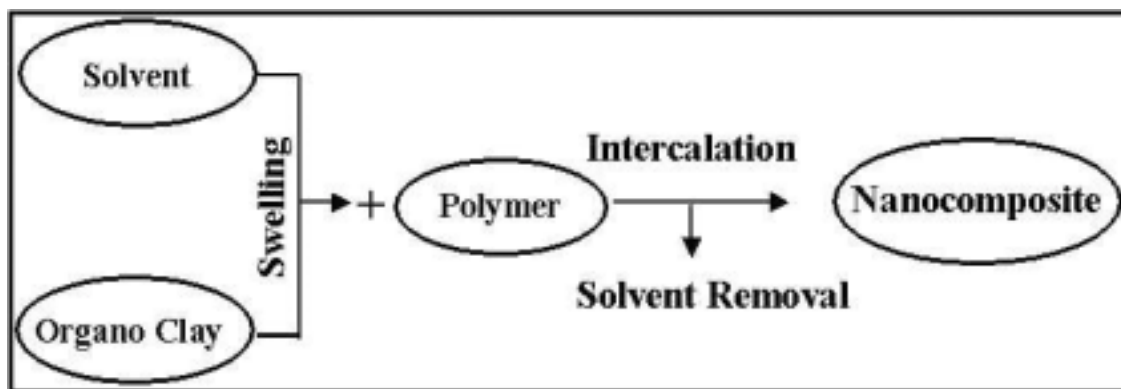 Solvent
Swelling
Organo Clay
+
Polymer
Intercalation
Solvent Removal
Nanocomposite